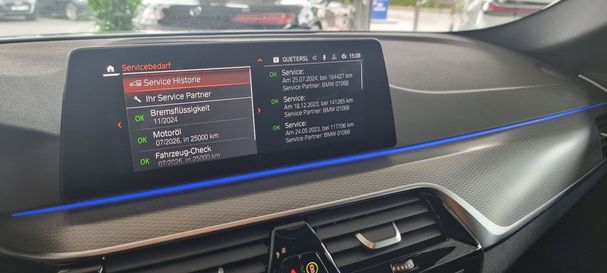 Servicebedarf
GUETERSL
15:08
Service Historie
Ihr Service Partner
OK Bremsflüssigkeit
11/2024
OK Motoröl
07/2026, in 25000 km
OK Fahrzeug-Check
07/2026, in 25000 km
OK Service:
Am 25.07.2024, bei 164427 km
Service Partner: BMW 01068
OK Service:
Am 18.12.2023, bei 141265 km
Service Partner: BMW 01068
OK Service:
Am 24.05.2023, bei 117706 km
Service Partner: BMW 01068